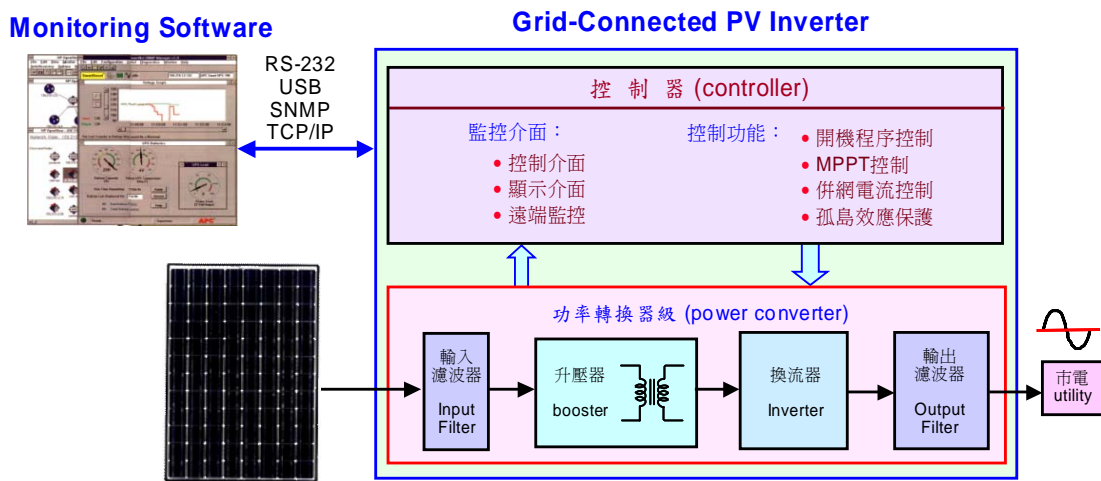 Monitoring Software
Grid-Connected PV Inverter
RS-232
USB
SNMP
TCP/IP
控 制 器 (controller)
監控介面：
• 控制介面
• 顯示介面
• 遠端監控
控制功能：
• 開機程序控制
• MPPT控制
• 併網電流控制
• 孤島效應保護
功率轉換器級 (power converter)
輸入
濾波器
Input
Filter
升壓器
booster
換流器
Inverter
輸出
濾波器
Output
Filter
市電
utility